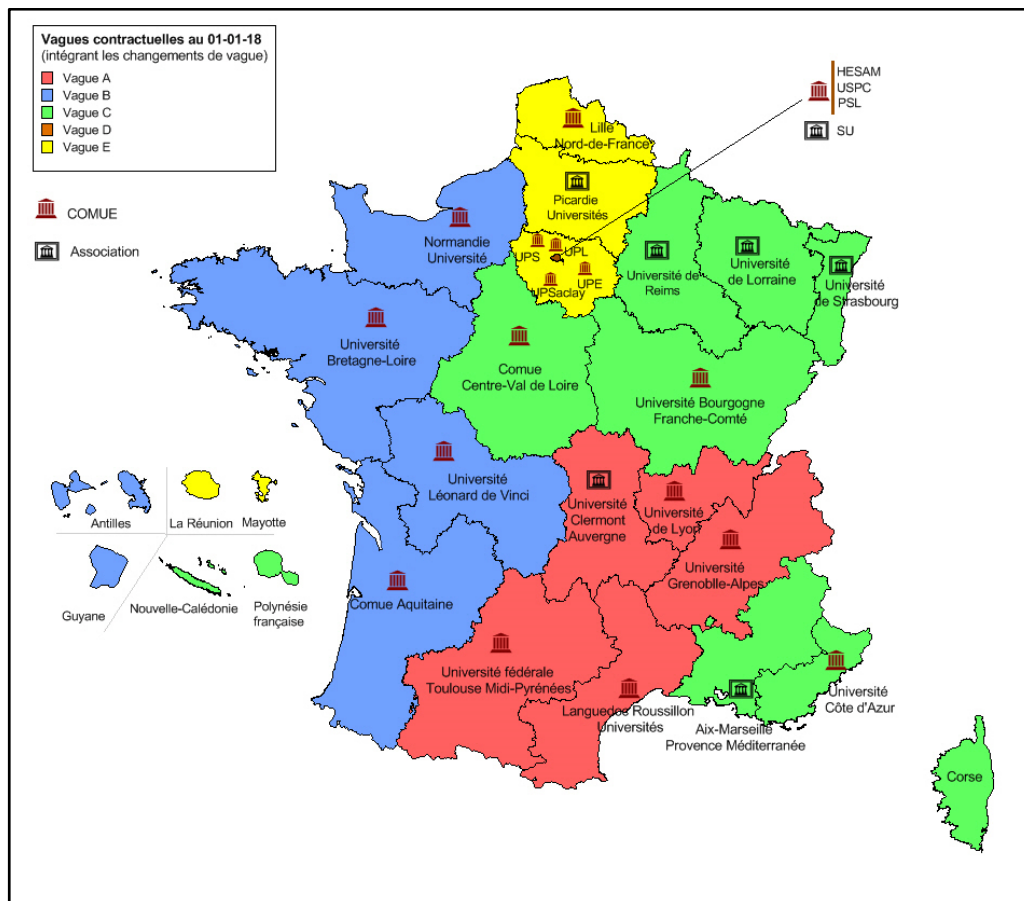 Vagues contractuelles au 01-01-18
(intégrant les changements de vague)
Vague A
Vague B
Vague C
Vague D
Vague E
COMUE
Association
HESAM
USPC
PSL
SU
Lille
Nord-de-France
Picardie
Universités
Normandie
Université
UPS
UPL
UPSaclay
UPE
Université de
Reims
Université
de Lorraine
Université
de Strasbourg
Université
Bretagne-Loire
Comue
Centre-Val de Loire
Université Bourgogne
Franche-Comté
Université
Léonard de Vinci
Université
Clermont
Auvergne
Université
de Lyon
Université
Grenoblle-Alpes
Antilles
La Réunion
Mayotte
Guyane
Nouvelle-Calédonie
Polynésie
française
Comue Aquitaine
Université fédérale
Toulouse Midi-Pyrénées
Languedos Roussillon
Universités
Aix-Marseille
Provence Méditerranée
Université
Côte d'Azur
Corse